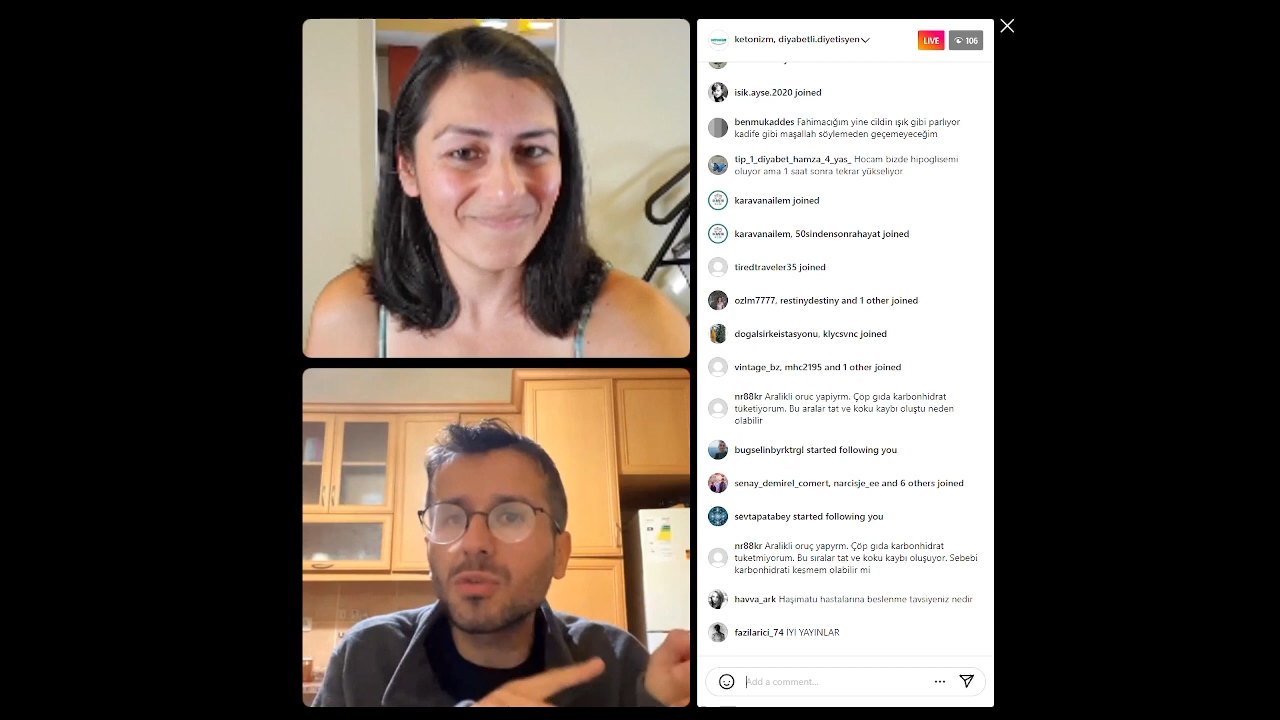 ketonizm, diyabetli.diyetisyen
LIVE
106
isik.ayse.2020 joined
benmukaddes Fahimacığım yine cildin ışık gibi parlıyor
kadife gibi maşallah söylemeden geçemeyeceğim
tip_1_diyabet_hamza_4_yas_ Hocam bizde hipoglisemi
oluyor ama 1 saat sonra tekrar yükseliyor
karavanailem joined
karavanailem, 50sindensonrahayat joined
tiredtraveler35 joined
ozlm7777, restinydestiny and 1 other joined
dogalsirkeistasyonu, klycsvnc joined
vintage_bz, mhc2195 and 1 other joined
nr88kr Aralikli oruc yapiyrm. Çöp gıda karbonhidrat
tuketiyorum. Bu aralar tat ve koku kaybı oluştu neden
olabilir
bugselinbyrktrgl started following you
senay_demirel_comert, narcisje_ee and 6 others joined
sevtapatabey started following you
nr88kr Aralikli oruç yapıyrm. Çöp gıda karbonhidrat
tuketmiyorum. Bu sıralar tat ve koku kaybı oluşuyor. Sebebi
karbonhidrati kesmem olabilir mi
havva_ark Haşimatu hastalarına beslenme tavsiyeniz nedir
fazilarici_74 IYI YAYINLAR
Add a comment...